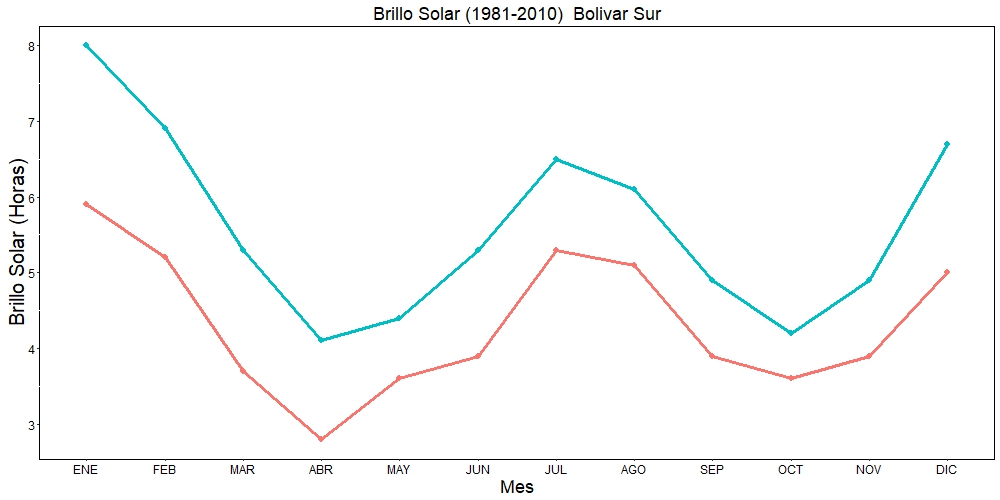 Brillo Solar (1981-2010)  Bolivar Sur
Brillo Solar (Horas)
8
7
6
5
4
3
ENE FEB MAR ABR MAY JUN JUL AGO SEP OCT NOV DIC
Mes